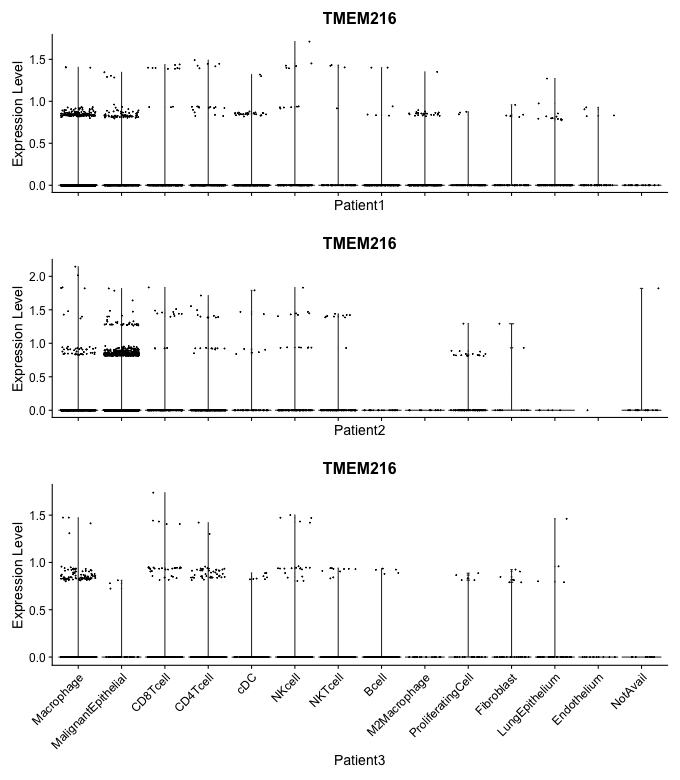 TMEM216
Expression Level
1.5
1.0
0.5
0.0
Patient1
TMEM216
Expression Level
2.0
1.5
1.0
0.5
0.0
Patient2
TMEM216
Expression Level
1.5
1.0
0.5
0.0
Macrophage
MalignantEpithelial
CD8Tcell
CD4Tcell
cDC
NKcell
NKTcell
Bcell
M2Macrophage
ProliferatingCell
Fibroblast
LungEpithelium
Endothelium
NotAvail
Patient3